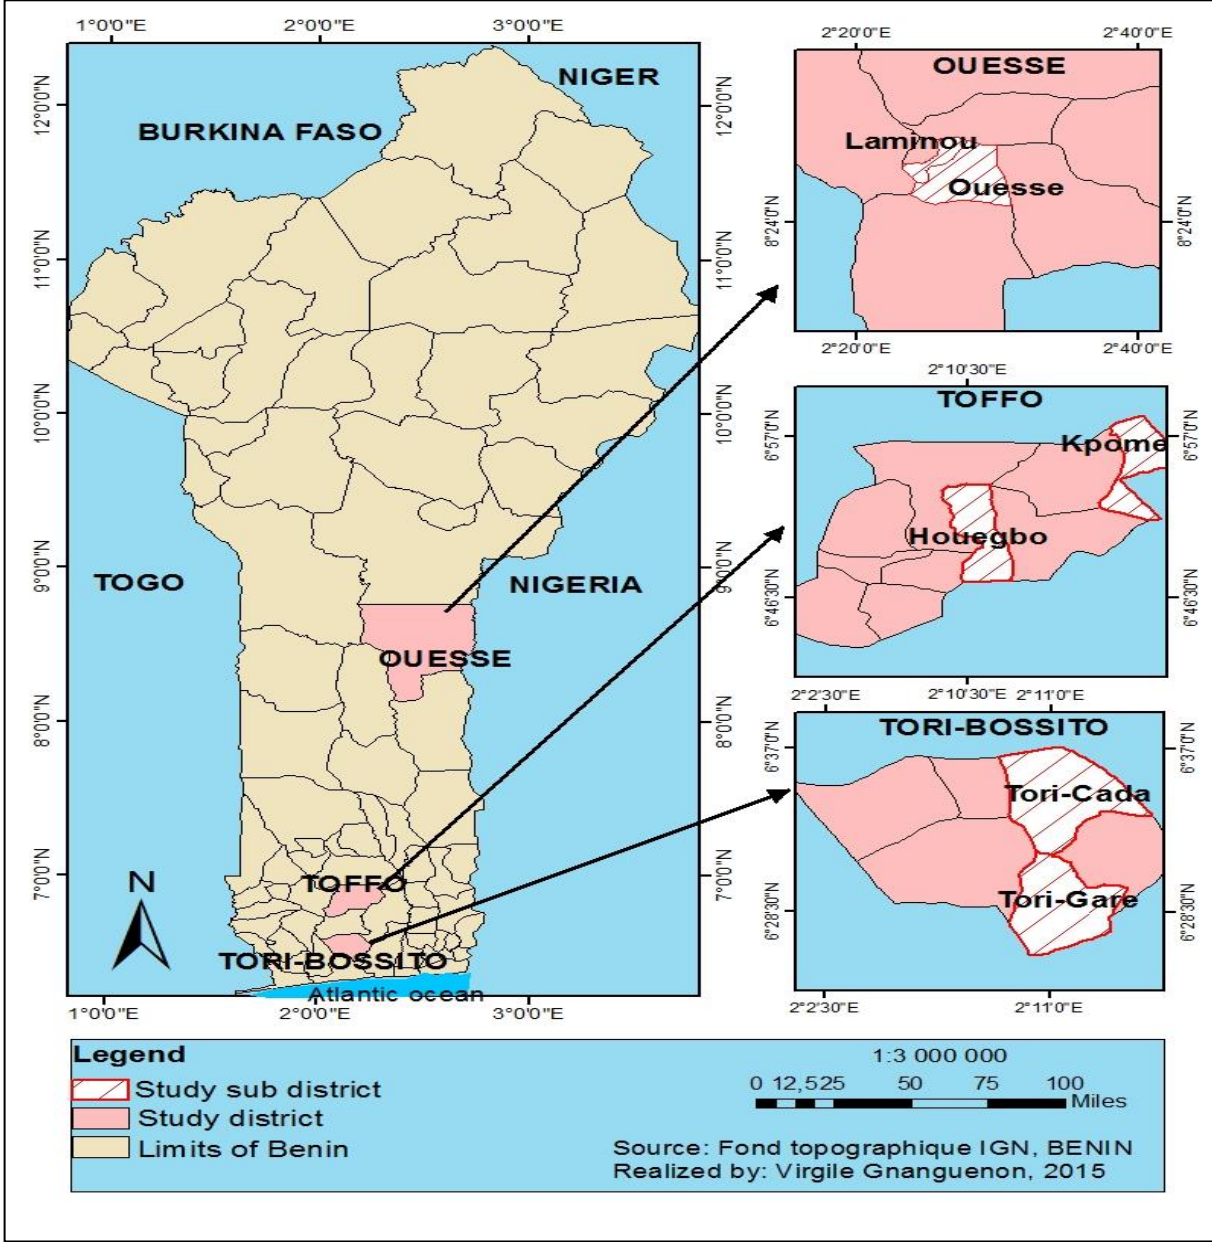 1°0'0"E 2°0'0"E 3°0'0"E
12°0'0"N
11°0'0"N
10°0'0"N
9°0'0"N
8°0'0"N
7°0'0"N
NIGER
BURKINA FASO
TOGO
NIGERIA
OUESSE
TOFFO
TORI-BOSSITO
Atlantic ocean
N
12°0'0"N
11°0'0"N
10°0'0"N
9°0'0"N
8°0'0"N
7°0'0"N
1°0'0"E 2°0'0"E 3°0'0"E
2°20'0"E 2°40'0"E
OUESSE
Laminou
Ouesse
8°24'0"N 8°24'0"N
2°20'0"E 2°40'0"E
2°10'30"E
TOFFO
Kpome
Houegbo
6°57'0"N 6°57'0"N
6°46'30"N 6°46'30"N
2°2'30"E 2°10'30"E 2°11'0"E
TORI-BOSSITO
Tori-Cada
Tori-Gare
6°37'0"N 6°37'0"N
6°28'30"N 6°28'30"N
2°2'30"E 2°11'0"E
Legend
Study sub district
Study district
Limits of Benin
1:3 000 000
0 12,525 50 75 100
Miles
Source: Fond topographique IGN, BENIN
Realized by: Virgile Gnanguenon, 2015